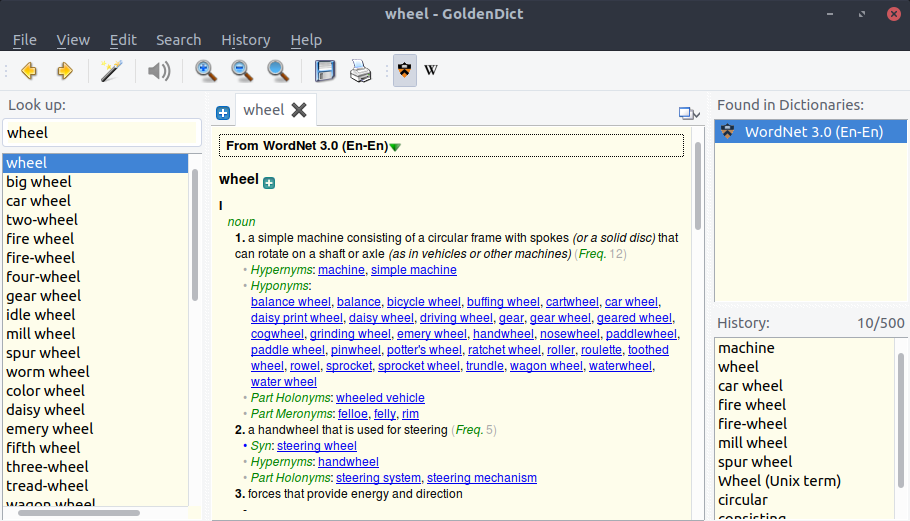 wheel - GoldenDict
File View Edit Search History Help
W
Look up:
wheel
wheel
big wheel
car wheel
two-wheel
fire wheel
fire-wheel
four-wheel
gear wheel
idle wheel
mill wheel
spur wheel
worm wheel
color wheel
daisy wheel
emery wheel
fifth wheel
three-wheel
tread-wheel
wagon wheel
wheel
From WordNet 3.0 (En-En)
wheel
I
noun
1. a simple machine consisting of a circular frame with spokes (or a solid disc) that
can rotate on a shaft or axle (as in vehicles or other machines) (Freq. 12)
• Hypernyms: machine, simple machine
• Hyponyms:
balance wheel, balance, bicycle wheel, buffing wheel, cartwheel, car wheel,
daisy print wheel, daisy wheel, driving wheel, gear, gear wheel, geared wheel,
cogwheel, grinding wheel, emery wheel, handwheel, nosewheel, paddlewheel,
paddle wheel, pinwheel, potter's wheel, ratchet wheel, roller, roulette, toothed
wheel, rowel, sprocket, sprocket wheel, trundle, wagon wheel, waterwheel,
water wheel
• Part Holonyms: wheeled vehicle
• Part Meronyms: felloe, felly, rim
2. a handwheel that is used for steering (Freq. 5)
• Syn: steering wheel
• Hypernyms: handwheel
• Part Holonyms: steering system, steering mechanism
3. forces that provide energy and direction
-
Found in Dictionaries:
WordNet 3.0 (En-En)
History: 10/500
machine
wheel
car wheel
fire wheel
fire-wheel
mill wheel
spur wheel
Wheel (Unix term)
circular
consisting